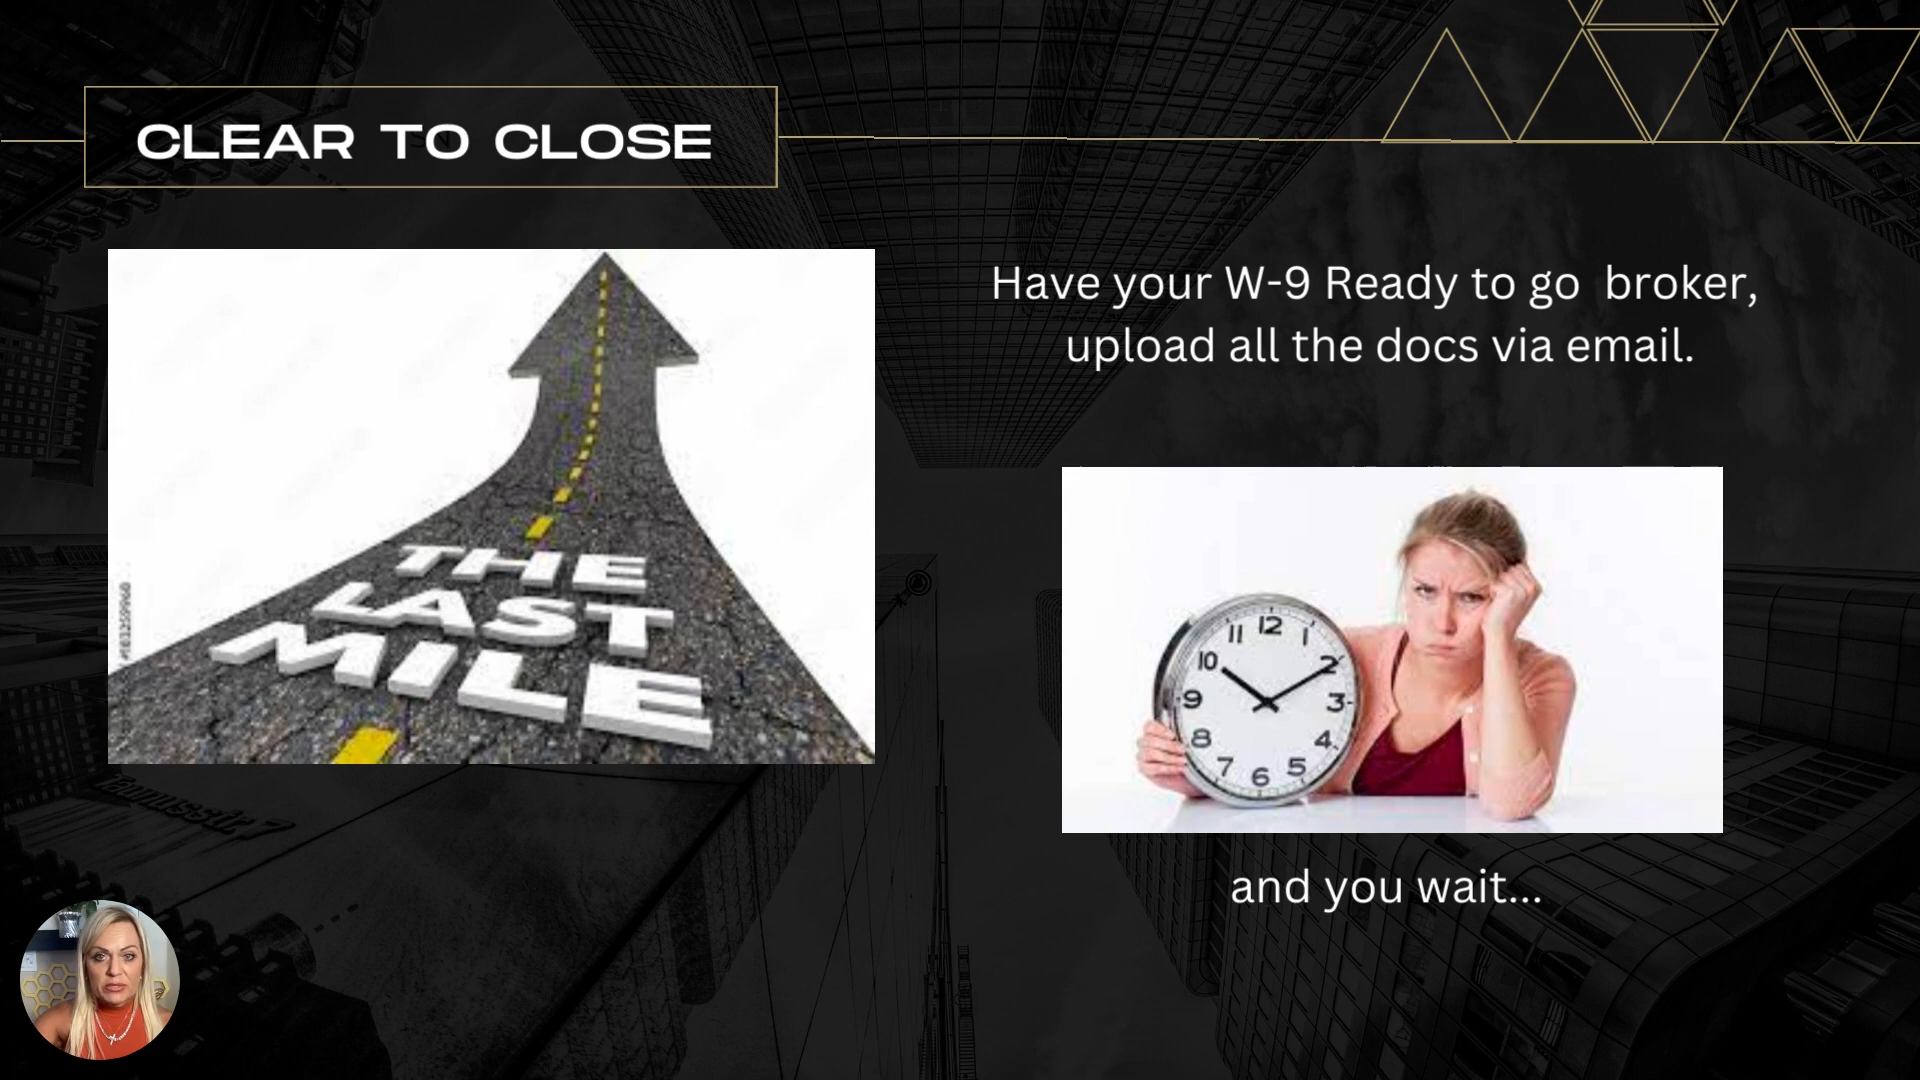 CLEAR TO CLOSE
Have your W-9 Ready to go  broker,
upload all the docs via email.
THE
LAST
MILE
12
11
1
10
2
9
3
8
4
7
5
6
and you wait...